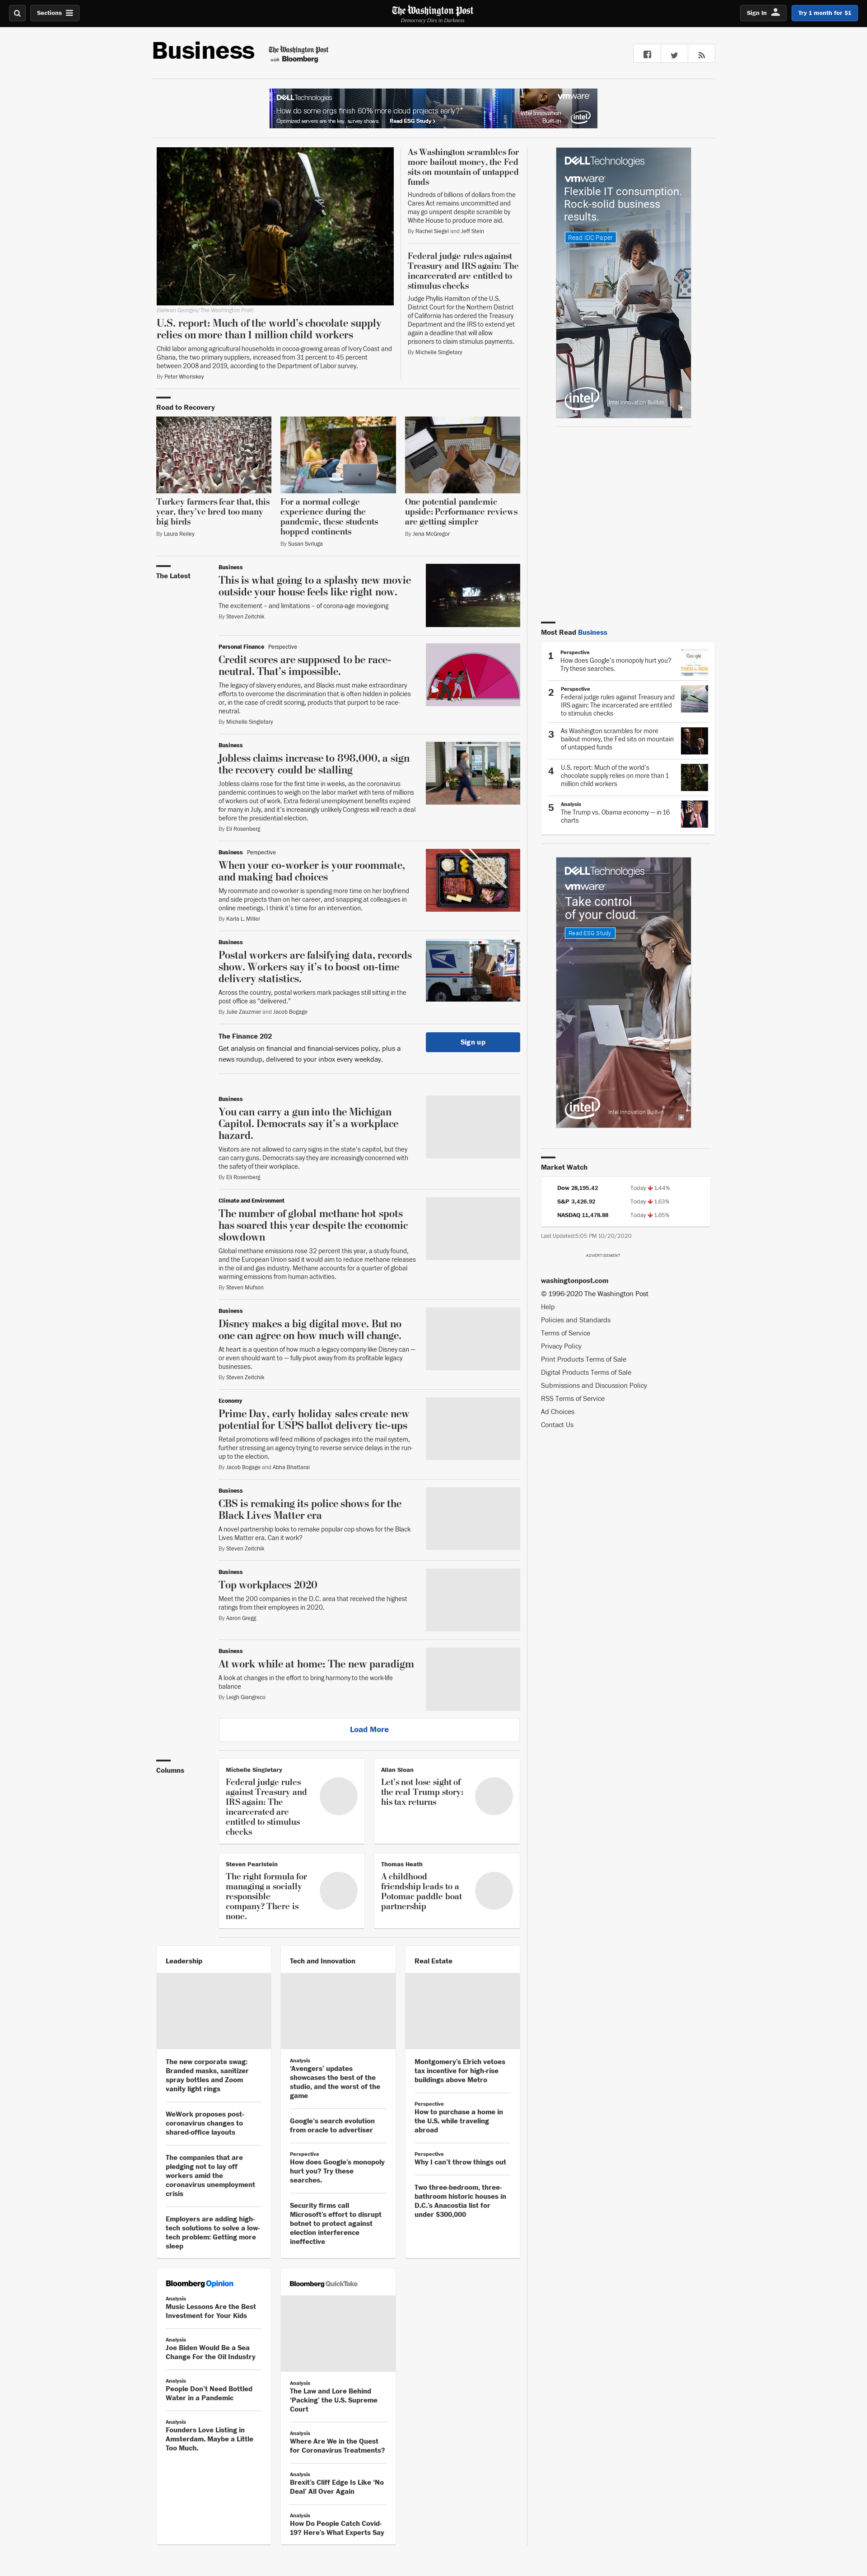 Sections
The Washington Post
Democracy Dies in Darkness
Sign In
Try 1 month for $1
Business
The Washington Post
with Bloomberg
DELLTechnologies
How do some orgs finish 60% more cloud projects early?*
Optimized servers are the key, survey shows. Read ESG Study >
vmware
Intel Innovation
Built-in
intel
(Salwan Georges/The Washington Post)
U.S. report: Much of the world's chocolate supply
relies on more than 1 million child workers
Child labor among agricultural households in cocoa-growing areas of Ivory Coast and
Ghana, the two primary suppliers, increased from 31 percent to 45 percent
between 2008 and 2019, according to the Department of Labor survey.
By Peter Whoriskey
As Washington scrambles for
more bailout money, the Fed
sits on mountain of untapped
funds
Hundreds of billions of dollars from the
Cares Act remains uncommitted and
may go unspent despite scramble by
White House to produce more aid.
By Rachel Siegel and Jeff Stein
Federal judge rules against
Treasury and IRS again: The
incarcerated are entitled to
stimulus checks
Judge Phyllis Hamilton of the U.S.
District Court for the Northern District
of California has ordered the Treasury
Department and the IRS to extend yet
again a deadline that will allow
prisoners to claim stimulus payments.
By Michelle Singletary
DELLTechnologies
vmware
Flexible IT consumption.
Rock-solid business
results.
Read IDC Paper
intel
Intel Innovation Built-in
Road to Recovery
Turkey farmers fear that, this
year, they've bred too many
big birds
By Laura Reiley
For a normal college
experience during the
pandemic, these students
hopped continents
By Susan Svrluga
One potential pandemic
upside: Performance reviews
are getting simpler
By Jena McGregor
The Latest
Business
This is what going to a splashy new movie
outside your house feels like right now.
The excitement – and limitations – of corona-age moviegoing
By Steven Zeitchik
Personal Finance Perspective
Credit scores are supposed to be race-
neutral. That's impossible.
The legacy of slavery endures, and Blacks must make extraordinary
efforts to overcome the discrimination that is often hidden in policies
or, in the case of credit scoring, products that purport to be race-
neutral.
By Michelle Singletary
Business
Jobless claims increase to 898,000, a sign
the recovery could be stalling
Jobless claims rose for the first time in weeks, as the coronavirus
pandemic continues to weigh on the labor market with tens of millions
of workers out of work. Extra federal unemployment benefits expired
for many in July, and it's increasingly unlikely Congress will reach a deal
before the presidential election.
By Eli Rosenberg
Business Perspective
When your co-worker is your roommate,
and making bad choices
My roommate and co-worker is spending more time on her boyfriend
and side projects than on her career, and snapping at colleagues in
online meetings. I think it's time for an intervention.
By Karla L. Miller
Business
Postal workers are falsifying data, records
show. Workers say it's to boost on-time
delivery statistics.
Across the country, postal workers mark packages still sitting in the
post office as "delivered."
By Julie Zauzmer and Jacob Bogage
The Finance 202
Get analysis on financial and financial-services policy, plus a
news roundup, delivered to your inbox every weekday.
Sign up
Business
You can carry a gun into the Michigan
Capitol. Democrats say it's a workplace
hazard.
Visitors are not allowed to carry signs in the state's capitol, but they
can carry guns. Democrats say they are increasingly concerned with
the safety of their workplace.
By Eli Rosenberg
Climate and Environment
The number of global methane hot spots
has soared this year despite the economic
slowdown
Global methane emissions rose 32 percent this year, a study found,
and the European Union said it would aim to reduce methane releases
in the oil and gas industry. Methane accounts for a quarter of global
warming emissions from human activities.
By Steven Mufson
Business
Disney makes a big digital move. But no
one can agree on how much will change.
At heart is a question of how much a legacy company like Disney can —
or even should want to — fully pivot away from its profitable legacy
businesses.
By Steven Zeitchik
Economy
Prime Day, early holiday sales create new
potential for USPS ballot delivery tie-ups
Retail promotions will feed millions of packages into the mail system,
further stressing an agency trying to reverse service delays in the run-
up to the election.
By Jacob Bogage and Abha Bhattarai
Business
CBS is remaking its police shows for the
Black Lives Matter era
A novel partnership looks to remake popular cop shows for the Black
Lives Matter era. Can it work?
By Steven Zeitchik
Business
Top workplaces 2020
Meet the 200 companies in the D.C. area that received the highest
ratings from their employees in 2020.
By Aaron Gregg
Business
At work while at home: The new paradigm
A look at changes in the effort to bring harmony to the work-life
balance
By Leigh Giangreco
Load More
Most Read Business
1
Perspective
How does Google's monopoly hurt you?
Try these searches.
Google
2
Perspective
Federal judge rules against Treasury and
IRS again: The incarcerated are entitled
to stimulus checks
3
As Washington scrambles for more
bailout money, the Fed sits on mountain
of untapped funds
4
U.S. report: Much of the world's
chocolate supply relies on more than 1
million child workers
5
Analysis
The Trump vs. Obama economy — in 16
charts
DELLTechnologies
vmware
Take control
of your cloud.
Read ESG Study
intel
Intel Innovation Built-in
Market Watch
Dow 28,195.42 Today 1.44%
S&P 3,426.92 Today 1.63%
NASDAQ 11,478.88 Today 1.65%
Last Updated:5:05 PM 10/20/2020
ADVERTISEMENT
washingtonpost.com
© 1996-2020 The Washington Post
Help
Policies and Standards
Terms of Service
Privacy Policy
Print Products Terms of Sale
Digital Products Terms of Sale
Submissions and Discussion Policy
RSS Terms of Service
Ad Choices
Contact Us
Columns
Michelle Singletary
Federal judge rules
against Treasury and
IRS again: The
incarcerated are
entitled to stimulus
checks
Allan Sloan
Let's not lose sight of
the real Trump story:
his tax returns
Steven Pearlstein
The right formula for
managing a socially
responsible
company? There is
none.
Thomas Heath
A childhood
friendship leads to a
Potomac paddle boat
partnership
Leadership
The new corporate swag:
Branded masks, sanitizer
spray bottles and Zoom
vanity light rings
WeWork proposes post-
coronavirus changes to
shared-office layouts
The companies that are
pledging not to lay off
workers amid the
coronavirus unemployment
crisis
Employers are adding high-
tech solutions to solve a low-
tech problem: Getting more
sleep
Tech and Innovation
Analysis
'Avengers' updates
showcases the best of the
studio, and the worst of the
game
Google's search evolution
from oracle to advertiser
Perspective
How does Google's monopoly
hurt you? Try these
searches.
Security firms call
Microsoft's effort to disrupt
botnet to protect against
election interference
ineffective
Real Estate
Montgomery's Elrich vetoes
tax incentive for high-rise
buildings above Metro
Perspective
How to purchase a home in
the U.S. while traveling
abroad
Perspective
Why I can't throw things out
Two three-bedroom, three-
bathroom historic houses in
D.C.'s Anacostia list for
under $300,000
Bloomberg Opinion
Analysis
Music Lessons Are the Best
Investment for Your Kids
Analysis
Joe Biden Would Be a Sea
Change For the Oil Industry
Analysis
People Don't Need Bottled
Water in a Pandemic
Analysis
Founders Love Listing in
Amsterdam. Maybe a Little
Too Much.
Bloomberg QuickTake
Analysis
The Law and Lore Behind
'Packing' the U.S. Supreme
Court
Analysis
Where Are We in the Quest
for Coronavirus Treatments?
Analysis
Brexit's Cliff Edge Is Like 'No
Deal' All Over Again
Analysis
How Do People Catch Covid-
19? Here's What Experts Say